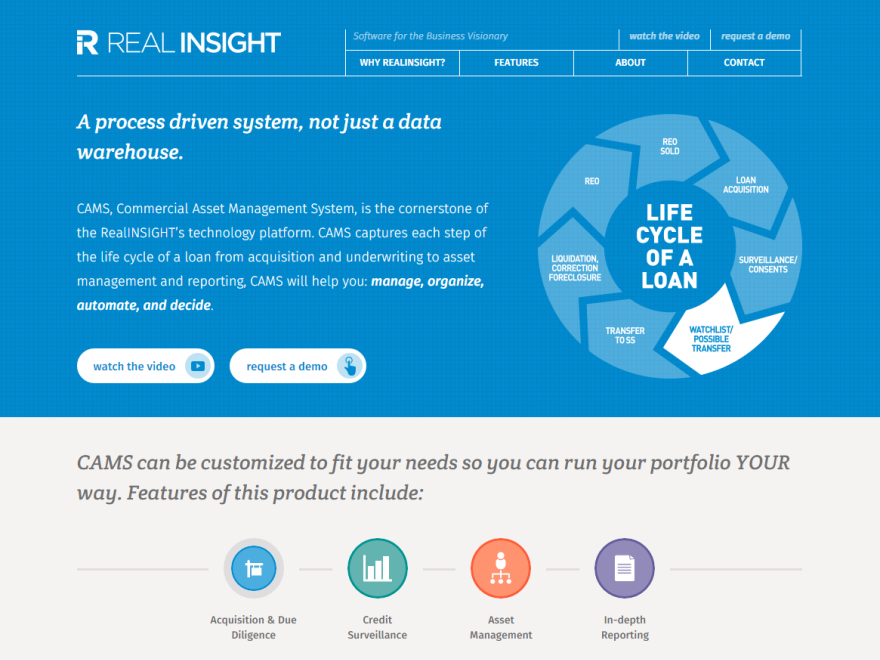 REAL INSIGHT
Software for the Business Visionary
watch the video
request a demo
WHY REALINSIGHT?
FEATURES
ABOUT
CONTACT
A process driven system, not just a data
warehouse.
CAMS, Commercial Asset Management System, is the cornerstone of
the RealINSIGHT's technology platform. CAMS captures each step of
the life cycle of a loan from acquisition and underwriting to asset
management and reporting, CAMS will help you: manage, organize,
automate, and decide.
watch the video
request a demo
LIFE
CYCLE
OF A
LOAN
REO
SOLD
LOAN
ACQUISITION
SURVEILLANCE/
CONSENTS
WATCHLIST/
POSSIBLE
TRANSFER
TRANSFER
TO SS
LIQUIDATION,
CORRECTION
FORECLOSURE
REO
CAMS can be customized to fit your needs so you can run your portfolio YOUR
way. Features of this product include:
Acquisition & Due
Diligence
Credit
Surveillance
Asset
Management
In-depth
Reporting